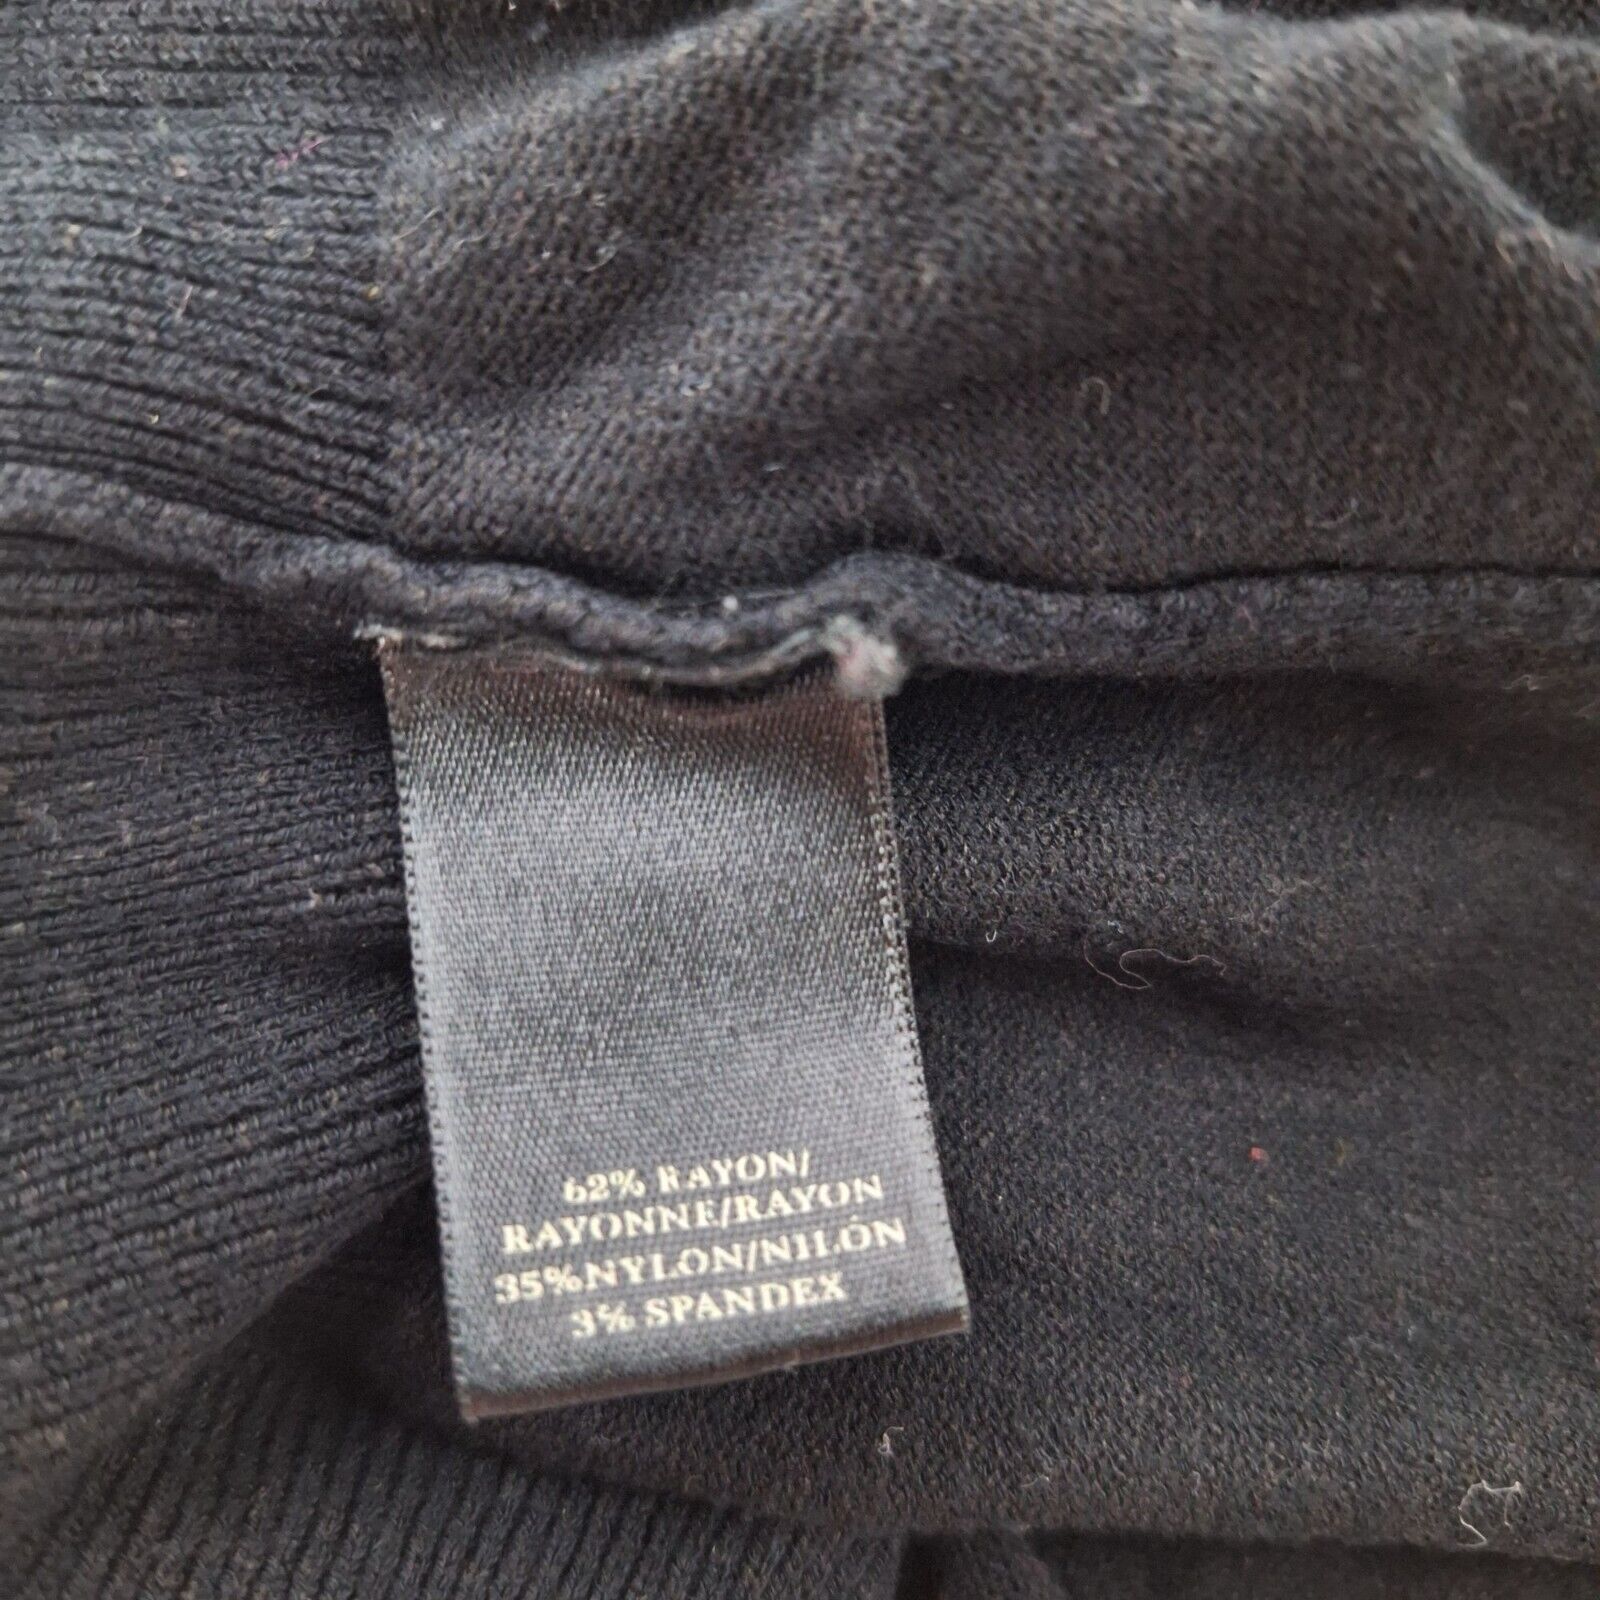 62% RAYON/
RAYONNE/RAYON
35%NYLON/NILÓN
3% SPANDEX